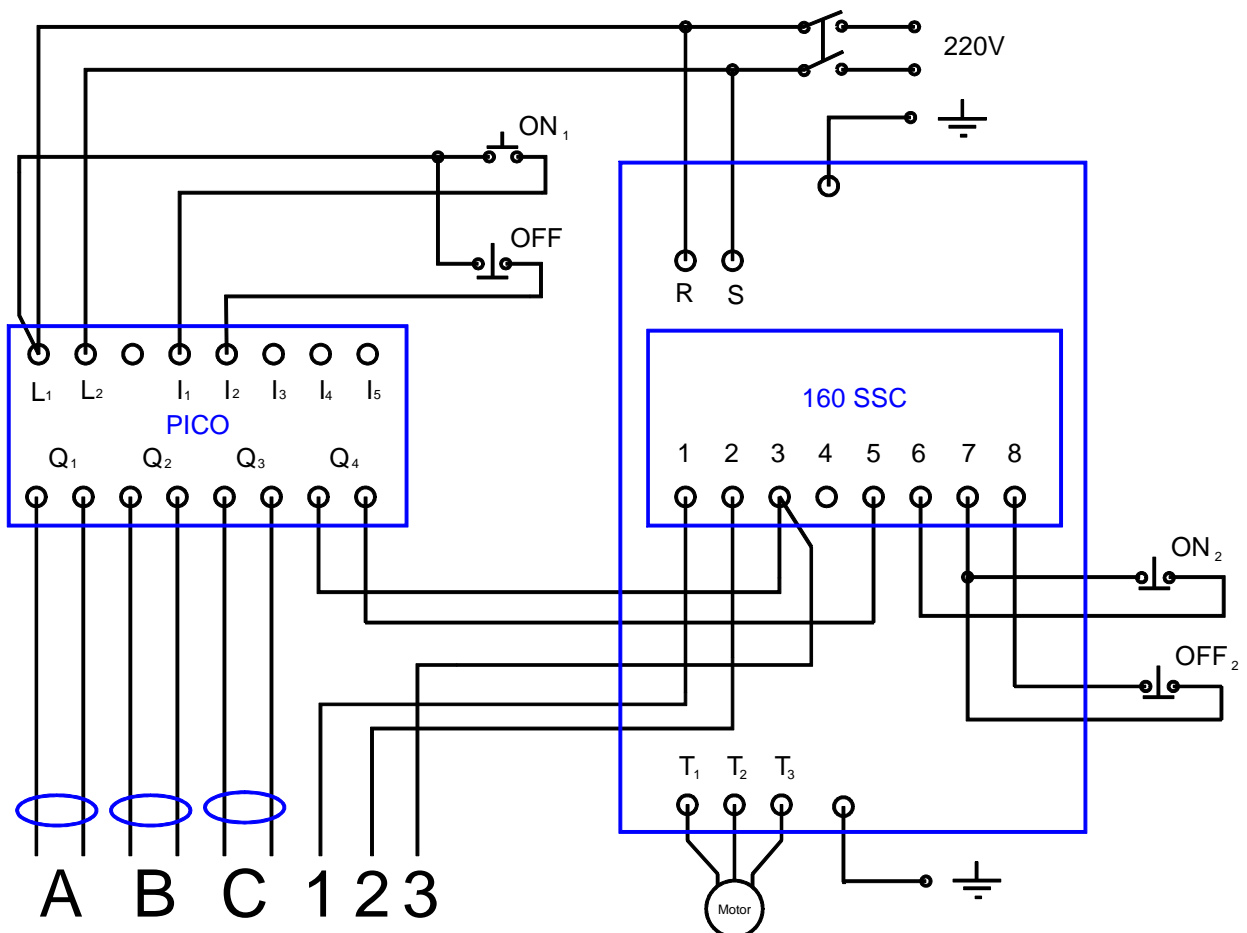 220V
ON₁
OFF
R S
L₁ L₂ I₁ I₂ I₃ I₄ I₅
PICO
Q₁ Q₂ Q₃ Q₄
160 SSC
1 2 3 4 5 6 7 8
ON₂
OFF₂
T₁ T₂ T₃
A B C 1 2 3
Motor